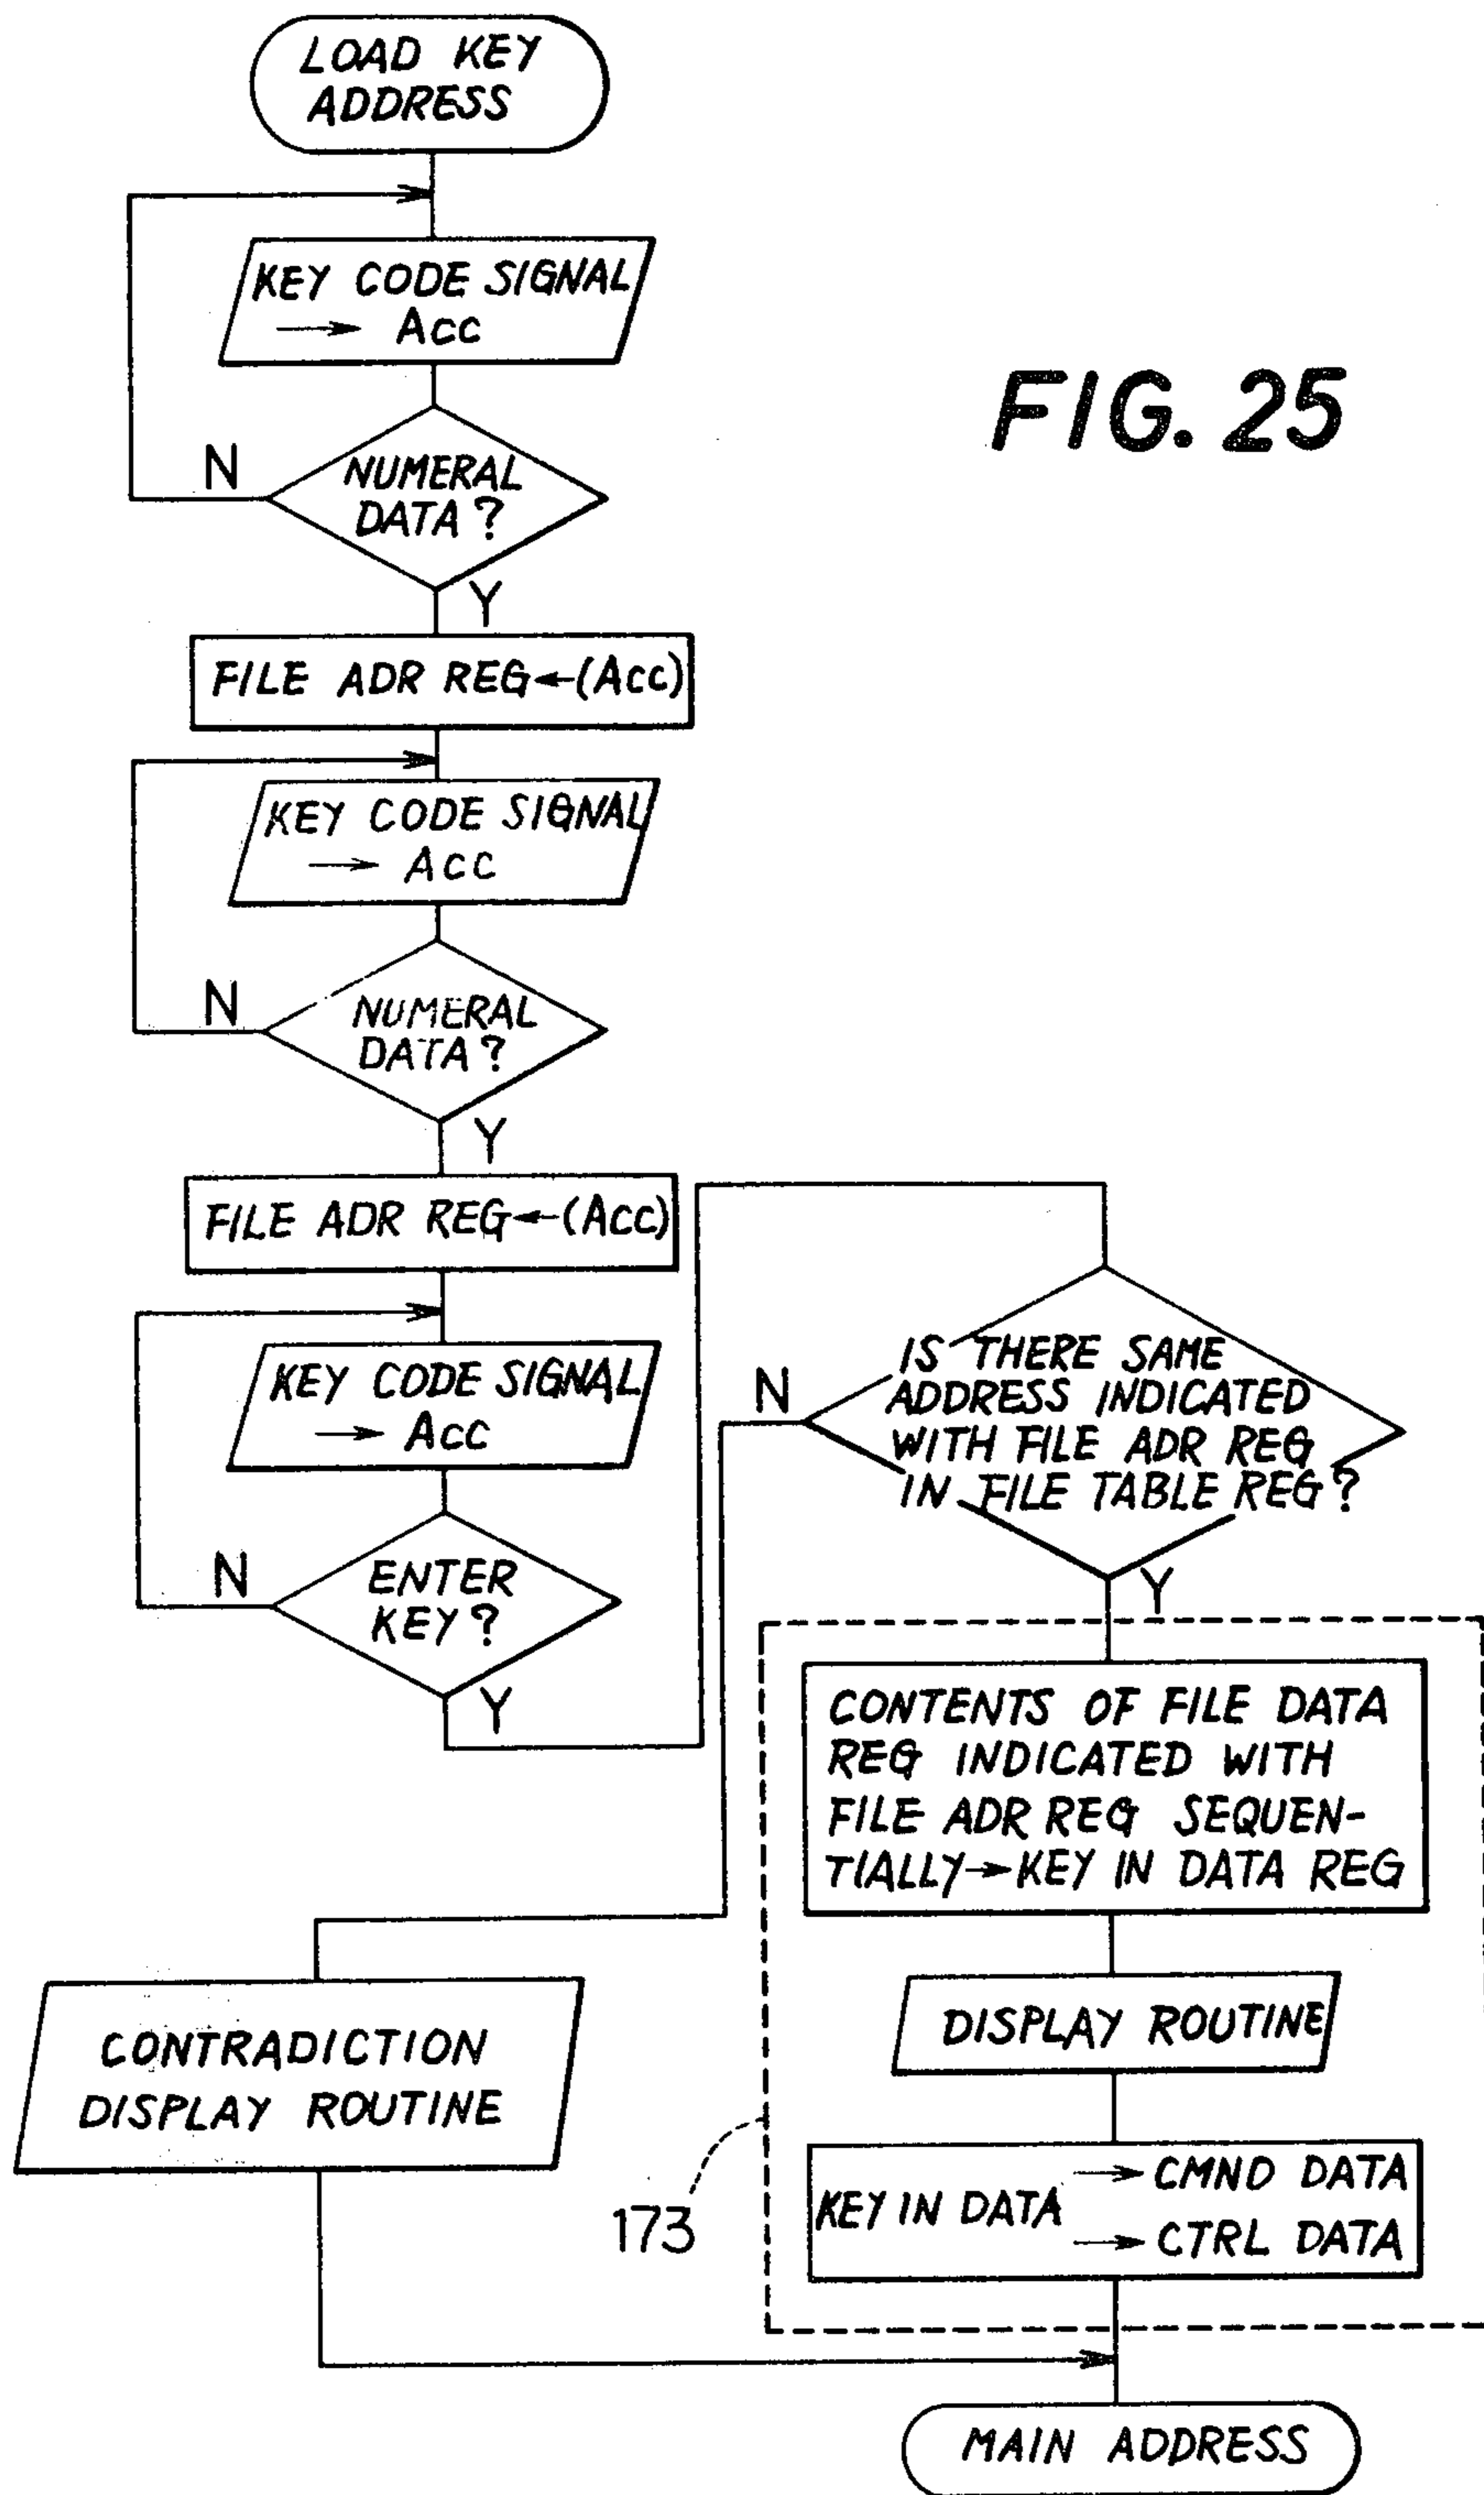 LOAD KEY
ADDRESS
KEY CODE SIGNAL
→ ACC
FIG. 25
N
NUMERAL
DATA?
Y
FILE ADR REG←(ACC)
KEY CODE SIGNAL
→ ACC
N
NUMERAL
DATA?
Y
FILE ADR REG←(ACC)
KEY CODE SIGNAL
→ ACC
N
ENTER
KEY?
Y
N
IS THERE SAME
ADDRESS INDICATED
WITH FILE ADR REG
IN FILE TABLE REG?
Y
CONTENTS OF FILE DATA
REG INDICATED WITH
FILE ADR REG SEQUEN-
TIALLY→KEY IN DATA REG
CONTRADICTION
DISPLAY ROUTINE
DISPLAY ROUTINE
173
KEY IN DATA
→ CMND DATA
→ CTRL DATA
MAIN ADDRESS